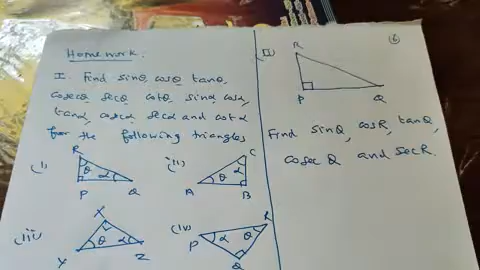 Homework.
I. Find sinθ, cosθ, tanθ,
cosecθ, secθ, cotθ, sinα, cosα,
tanα, cosecα, secα and cotα
for the following triangles
(i)
R
θ
α
P
Q
(ii)
C
A
θ
α
B
(iii)
X
θ
α
Y
Z
(iv)
R
P
α
θ
Q
(6)
(II)
R
P
Q
Find sinQ, cosR, tanQ,
cosec Q and secR.